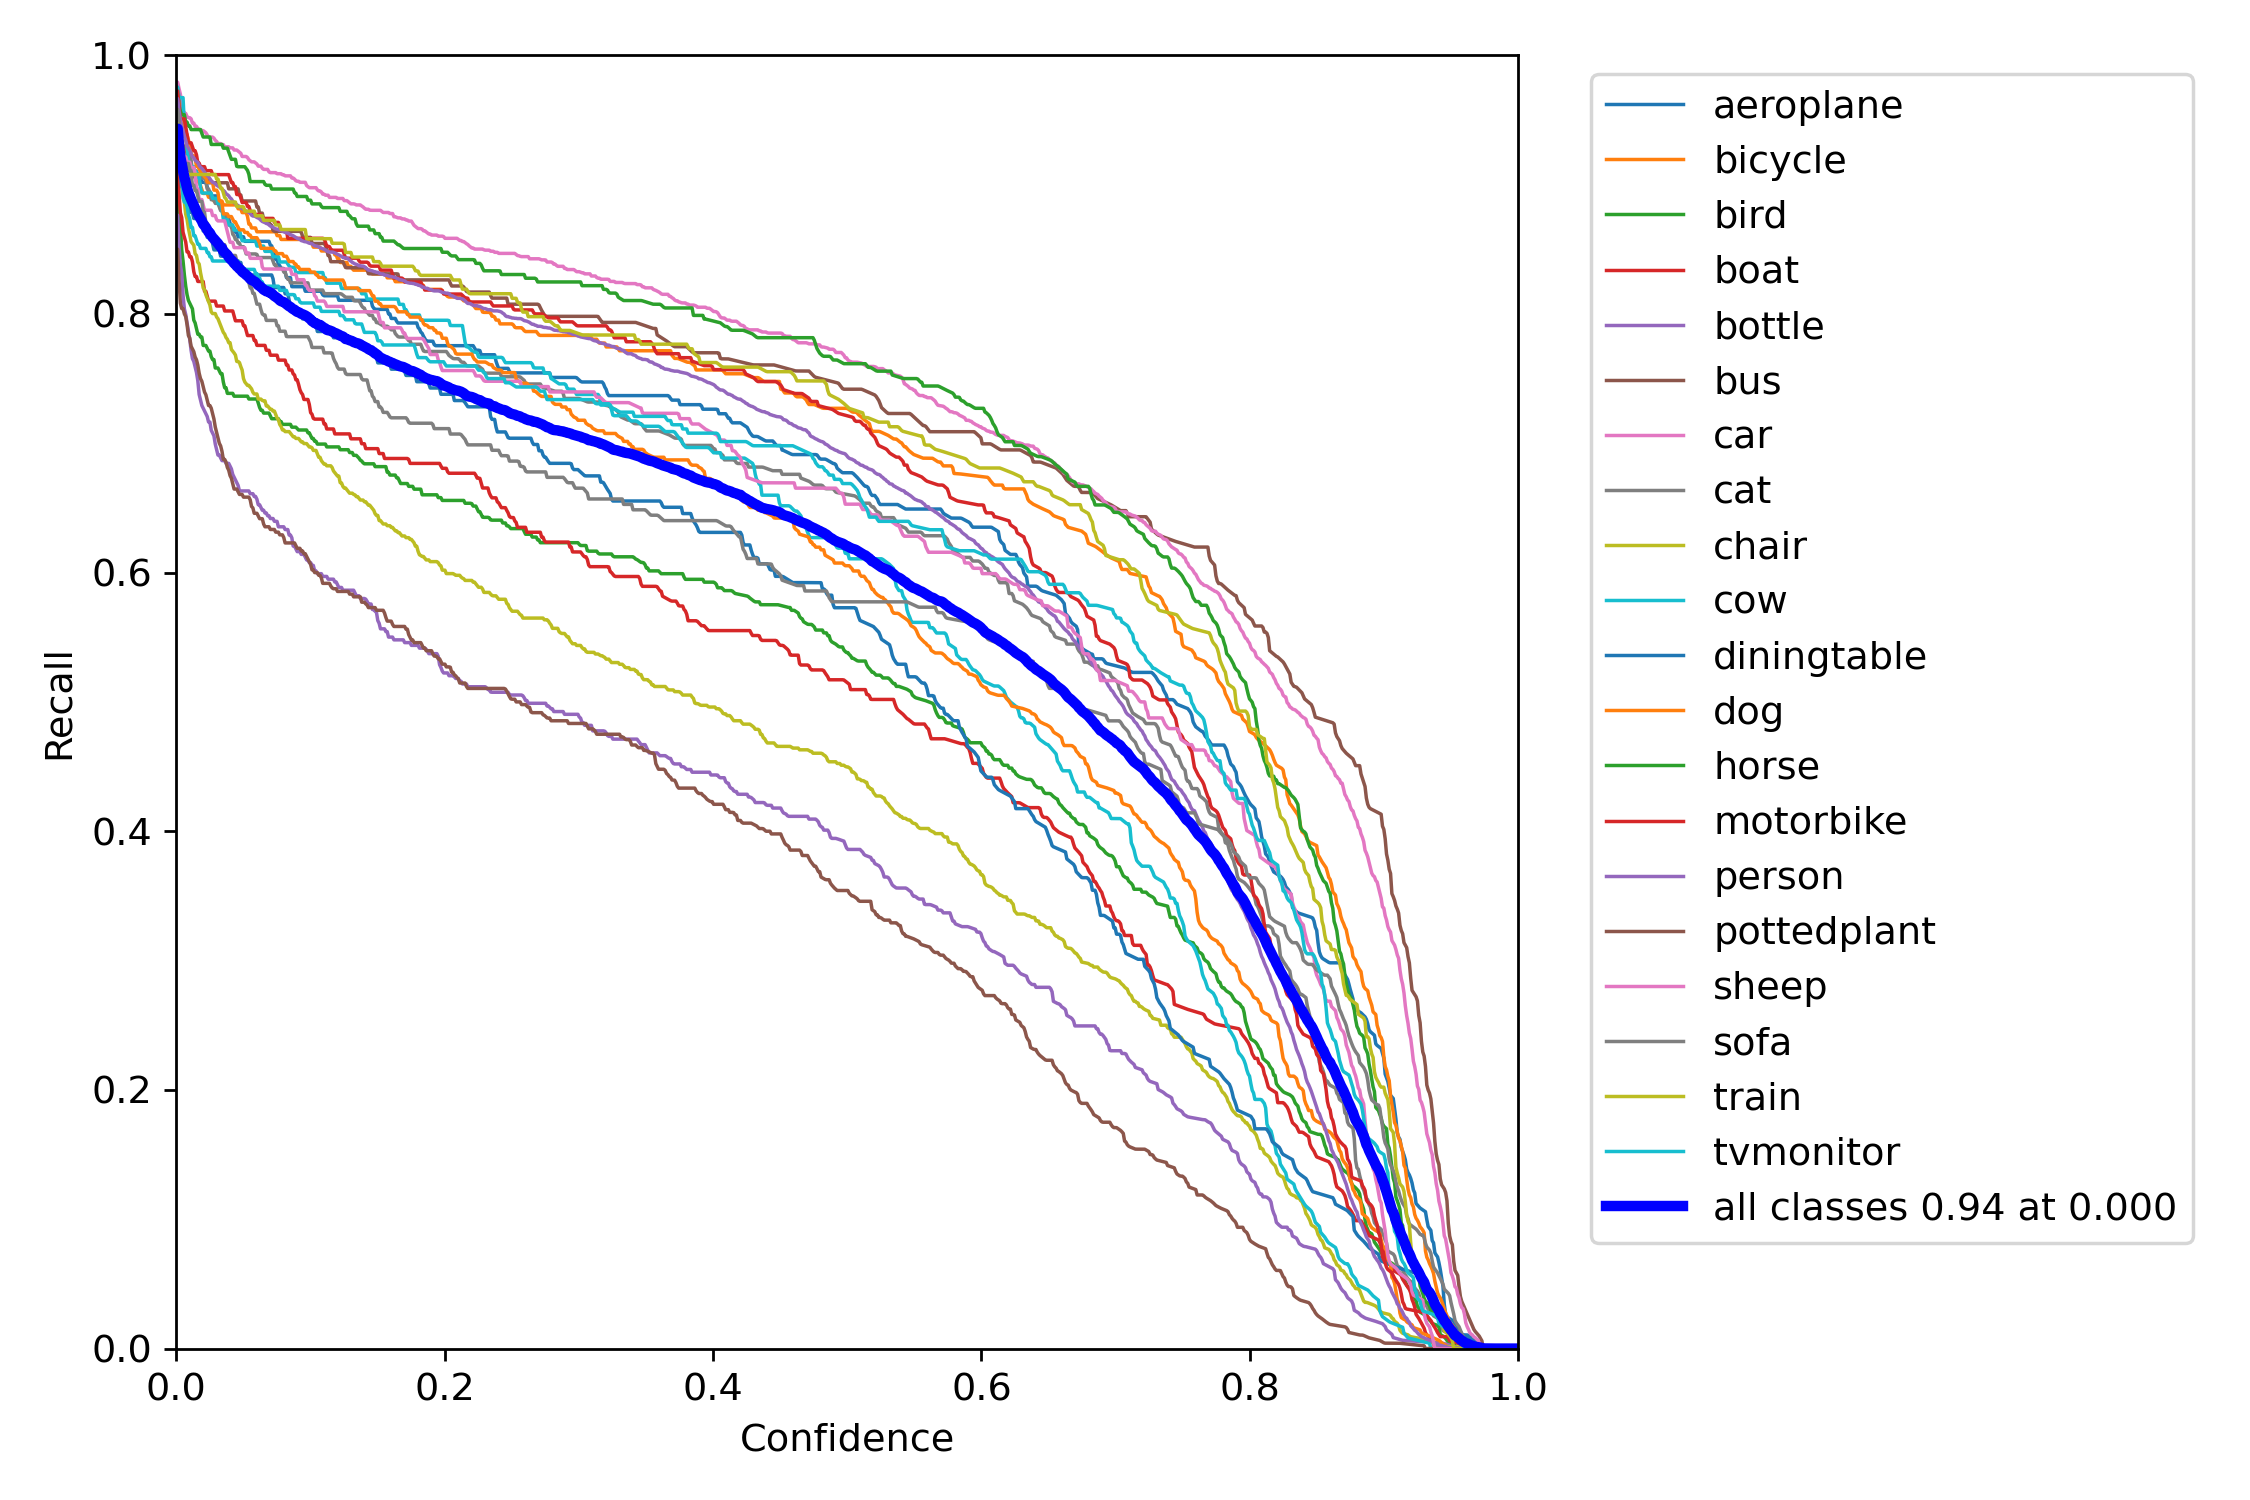 1.0
0.8
0.6
0.4
0.2
0.0
Recall
0.0 0.2 0.4 0.6 0.8 1.0
Confidence
aeroplane
bicycle
bird
boat
bottle
bus
car
cat
chair
cow
diningtable
dog
horse
motorbike
person
pottedplant
sheep
sofa
train
tvmonitor
all classes 0.94 at 0.000